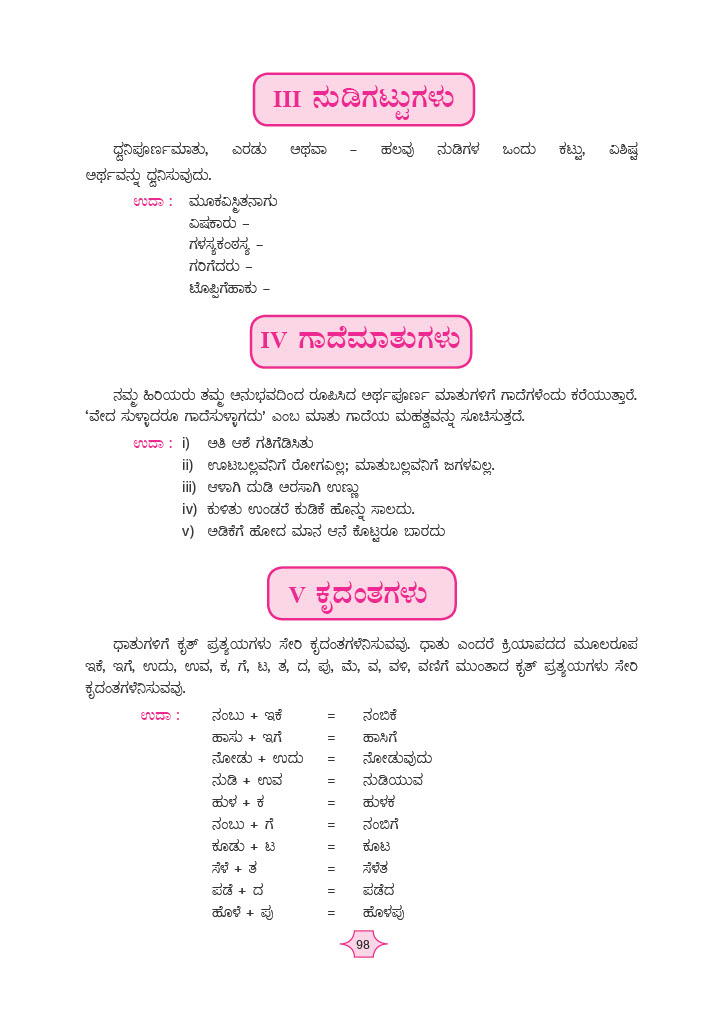 III ನುಡಿಗಟ್ಟುಗಳು
ಧ್ವನಿಪೂರ್ಣಮಾತು, ಎರಡು ಅಥವಾ – ಹಲವು ನುಡಿಗಳ ಒಂದು ಕಟ್ಟು, ವಿಶಿಷ್ಟ
ಅರ್ಥವನ್ನು ಧ್ವನಿಸುವುದು.
ಉದಾ : ಮೂಕವಿಸ್ಮಿತನಾಗು
ವಿಷಕಾರು –
ಗಳಸ್ಯಕಂಠಸ್ಯ –
ಗರಿಗೆದರು –
ಟೊಪ್ಪಿಗೆಹಾಕು –
IV ಗಾದೆಮಾತುಗಳು
ನಮ್ಮ ಹಿರಿಯರು ತಮ್ಮ ಅನುಭವದಿಂದ ರೂಪಿಸಿದ ಅರ್ಥಪೂರ್ಣ ಮಾತುಗಳಿಗೆ ಗಾದೆಗಳೆಂದು ಕರೆಯುತ್ತಾರೆ.
‘ವೇದ ಸುಳ್ಳಾದರೂ ಗಾದೆಸುಳ್ಳಾಗದು’ ಎಂಬ ಮಾತು ಗಾದೆಯ ಮಹತ್ವವನ್ನು ಸೂಚಿಸುತ್ತದೆ.
ಉದಾ : i) ಅತಿ ಆಶೆ ಗತಿಗೆಡಿಸಿತು
ii) ಊಟಬಲ್ಲವನಿಗೆ ರೋಗವಿಲ್ಲ; ಮಾತುಬಲ್ಲವನಿಗೆ ಜಗಳವಿಲ್ಲ.
iii) ಆಳಾಗಿ ದುಡಿ ಅರಸಾಗಿ ಉಣ್ಣು
iv) ಕುಳಿತು ಉಂಡರೆ ಕುಡಿಕೆ ಹೊನ್ನು ಸಾಲದು.
v) ಅಡಿಕೆಗೆ ಹೋದ ಮಾನ ಆನೆ ಕೊಟ್ಟರೂ ಬಾರದು
V ಕೃದಂತಗಳು
ಧಾತುಗಳಿಗೆ ಕೃತ್ ಪ್ರತ್ಯಯಗಳು ಸೇರಿ ಕೃದಂತಗಳೆನಿಸುವವು. ಧಾತು ಎಂದರೆ ಕ್ರಿಯಾಪದದ ಮೂಲರೂಪ
ಇಕೆ, ಇಗೆ, ಉದು, ಉವ, ಕ, ಗೆ, ಟ, ತ, ದ, ಪು, ಮೆ, ವ, ವಳಿ, ವಣಿಗೆ ಮುಂತಾದ ಕೃತ್ ಪ್ರತ್ಯಯಗಳು ಸೇರಿ
ಕೃದಂತಗಳೆನಿಸುವವು.
ಉದಾ : ನಂಬು + ಇಕೆ = ನಂಬಿಕೆ
ಹಾಸು + ಇಗೆ = ಹಾಸಿಗೆ
ನೋಡು + ಉದು = ನೋಡುವುದು
ನುಡಿ + ಉವ = ನುಡಿಯುವ
ಹುಳ + ಕ = ಹುಳಕ
ನಂಬು + ಗೆ = ನಂಬಿಗೆ
ಕೂಡು + ಟ = ಕೂಟ
ಸೆಳೆ + ತ = ಸೆಳೆತ
ಪಡೆ + ದ = ಪಡೆದ
ಹೊಳೆ + ಪು = ಹೊಳಪು
98